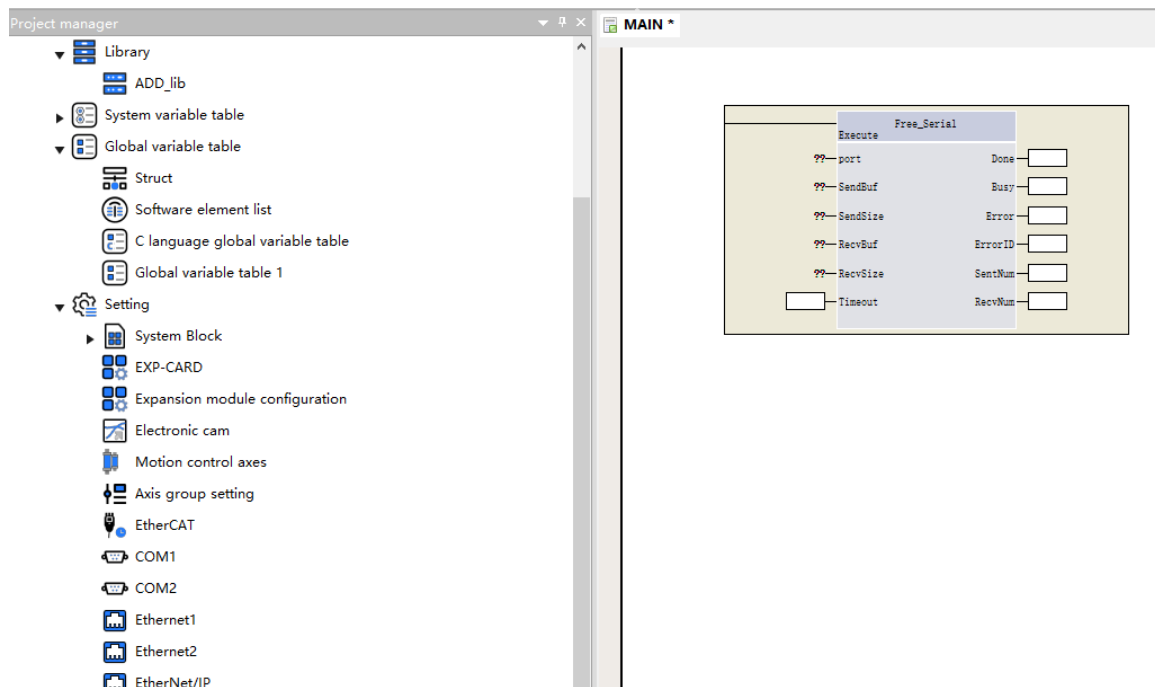 Project manager
Library
ADD_lib
System variable table
Global variable table
Struct
Software element list
C language global variable table
Global variable table 1
Setting
System Block
EXP-CARD
Expansion module configuration
Electronic cam
Motion control axes
Axis group setting
EtherCAT
COM1
COM2
Ethernet1
Ethernet2
EtherNet/IP
MAIN *
Free_Serial
Execute
?? port Done
?? SendBuf Busy
?? SendSize Error
?? RecvBuf ErrorID
?? RecvSize SentNum
Timeout RecvNum